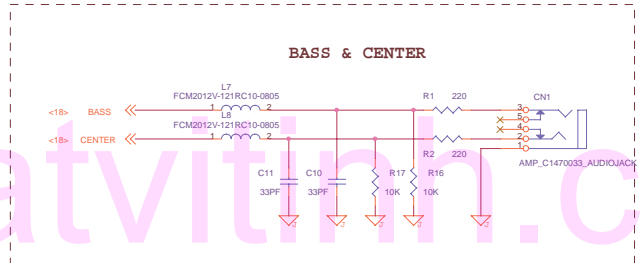 BASS & CENTER
L7
FCM2012V-121RC10-0805
<18> BASS 1 2
R1 220
CN1
L8
FCM2012V-121RC10-0805
<18> CENTER 1 2
3
5
4
2
1
R2 220
AMP_C1470033_AUDIOJACK
C11 C10 R17 R16
33PF 33PF 10K 10K
atvitinh.c